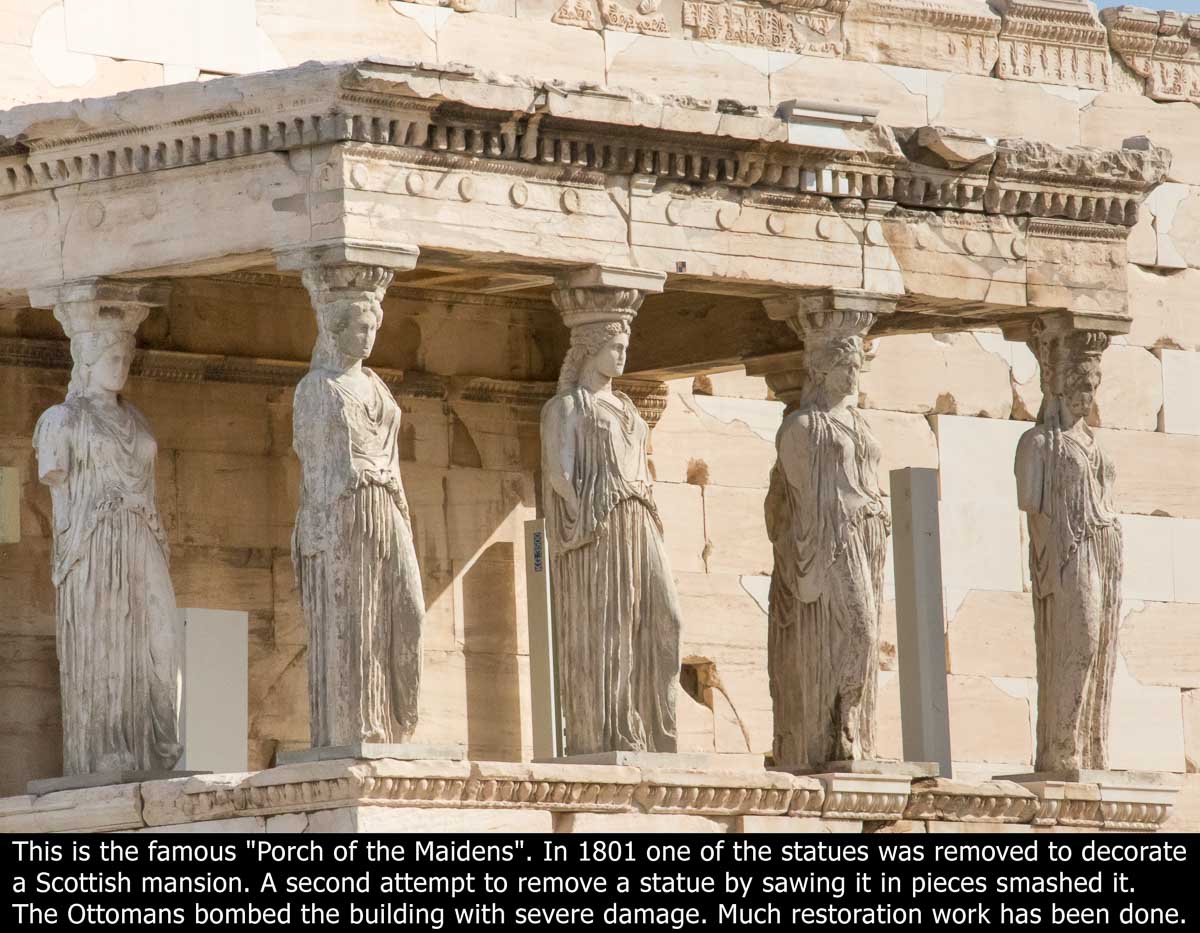 This is the famous "Porch of the Maidens". In 1801 one of the statues was removed to decorate
a Scottish mansion. A second attempt to remove a statue by sawing it in pieces smashed it.
The Ottomans bombed the building with severe damage. Much restoration work has been done.